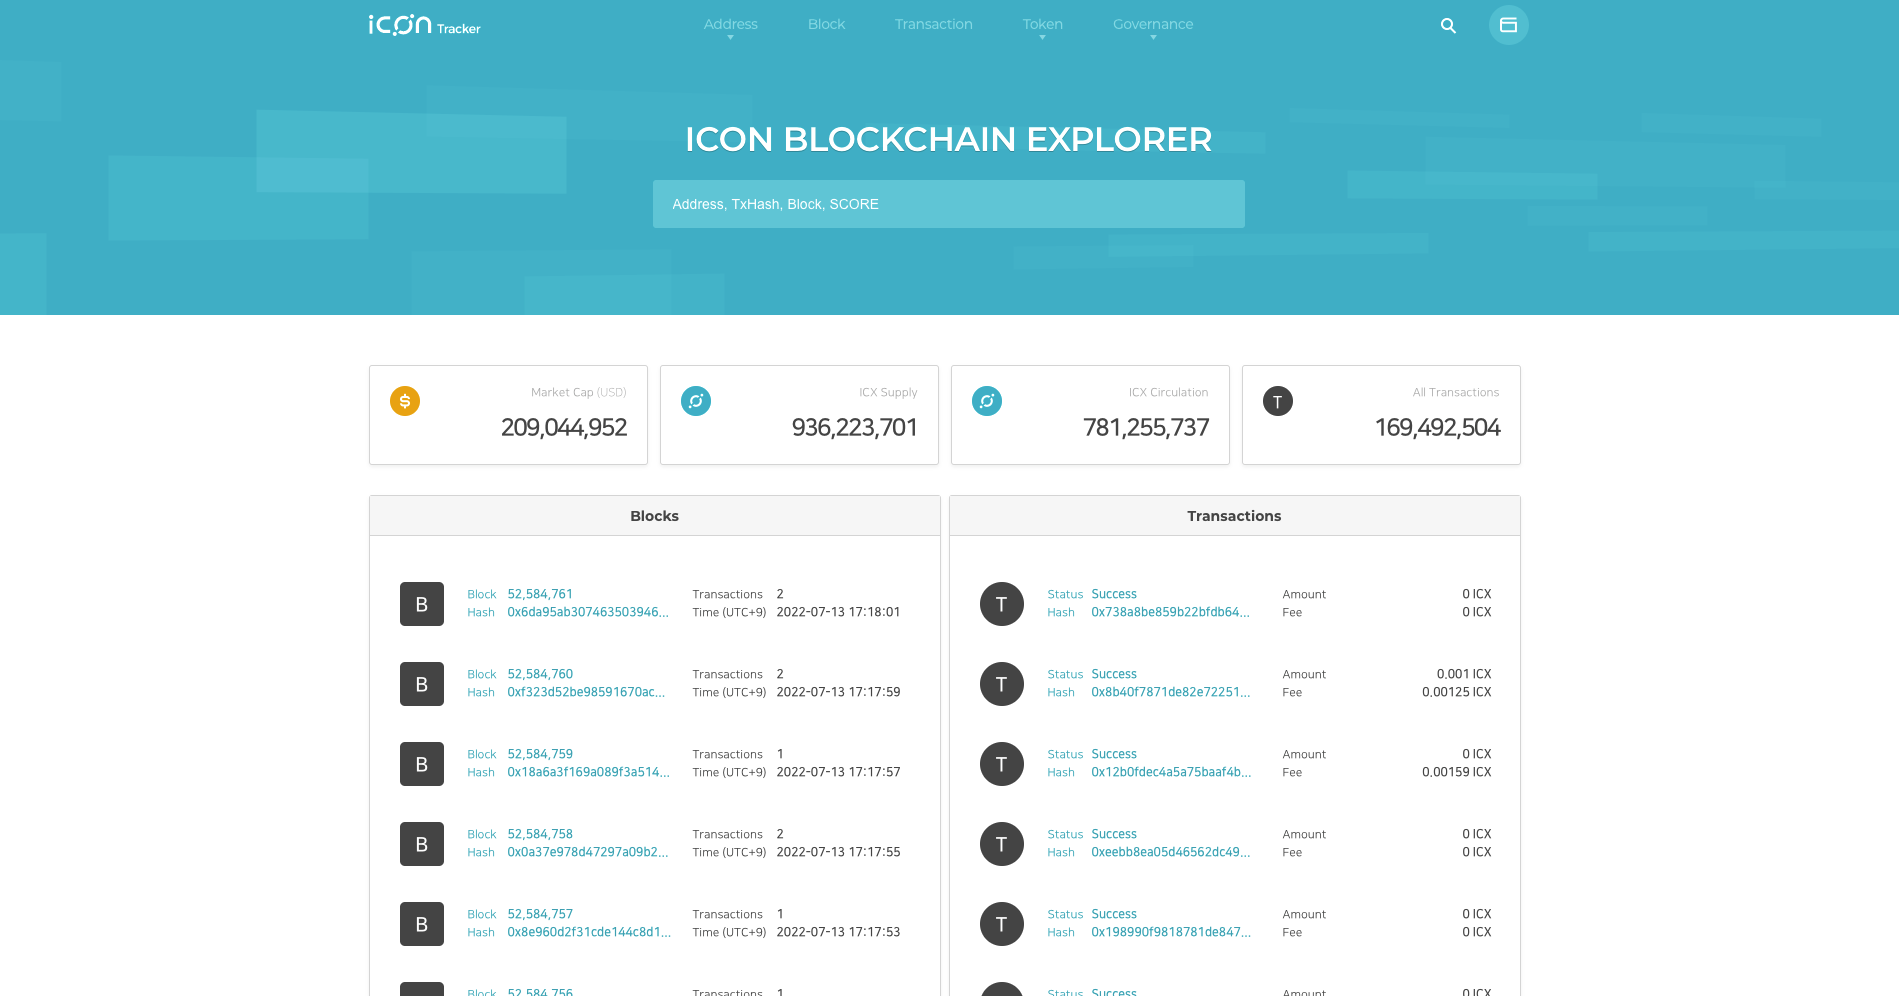 icon Tracker
Address Block Transaction Token Governance
ICON BLOCKCHAIN EXPLORER
Address, TxHash, Block, SCORE
$ Market Cap (USD)
209,044,952
ICX Supply
936,223,701
ICX Circulation
781,255,737
T All Transactions
169,492,504
Blocks
B
Block 52,584,761 Transactions 2
Hash 0x6da95ab307463503946... Time (UTC+9) 2022-07-13 17:18:01
B
Block 52,584,760 Transactions 2
Hash 0xf323d52be98591670ac... Time (UTC+9) 2022-07-13 17:17:59
B
Block 52,584,759 Transactions 1
Hash 0x18a6a3f169a089f3a514... Time (UTC+9) 2022-07-13 17:17:57
B
Block 52,584,758 Transactions 2
Hash 0x0a37e978d47297a09b2... Time (UTC+9) 2022-07-13 17:17:55
B
Block 52,584,757 Transactions 1
Hash 0x8e960d2f31cde144c8d1... Time (UTC+9) 2022-07-13 17:17:53
Block 52,584,756 Transactions 1
Transactions
T
Status Success Amount 0 ICX
Hash 0x738a8be859b22bfdb64... Fee 0 ICX
T
Status Success Amount 0.001 ICX
Hash 0x8b40f7871de82e72251... Fee 0.00125 ICX
T
Status Success Amount 0 ICX
Hash 0x12b0fdec4a5a75baaf4b... Fee 0.00159 ICX
T
Status Success Amount 0 ICX
Hash 0xeebb8ea05d46562dc49... Fee 0 ICX
T
Status Success Amount 0 ICX
Hash 0x198990f9818781de847... Fee 0 ICX
Status Success Amount 0 ICX